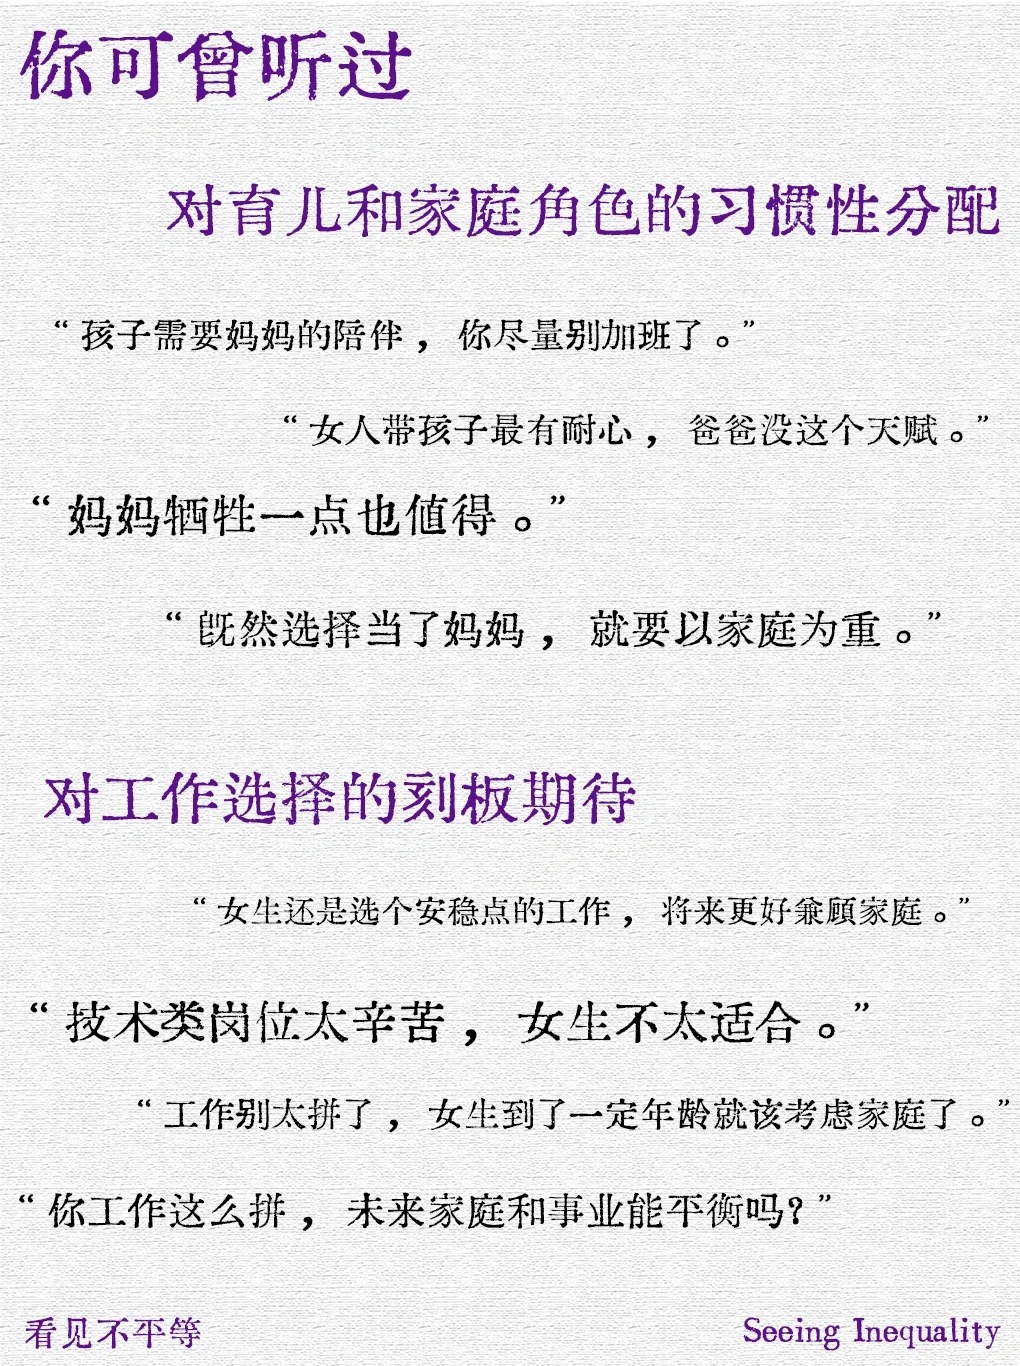 你可曾听过
对育儿和家庭角色的习惯性分配
“孩子需要妈妈的陪伴，你尽量别加班了。”
“女人带孩子最有耐心，爸爸没这个天赋。”
“妈妈牺牲一点也值得。”
“既然选择当了妈妈，就要以家庭为重。”
对工作选择的刻板期待
“女生还是选个安稳点的工作，将来更好兼顾家庭。”
“技术类岗位太辛苦，女生不太适合。”
“工作别太拼了，女生到了一定年龄就该考虑家庭了。”
“你工作这么拼，未来家庭和事业能平衡吗？”
看见不平等
Seeing Inequality